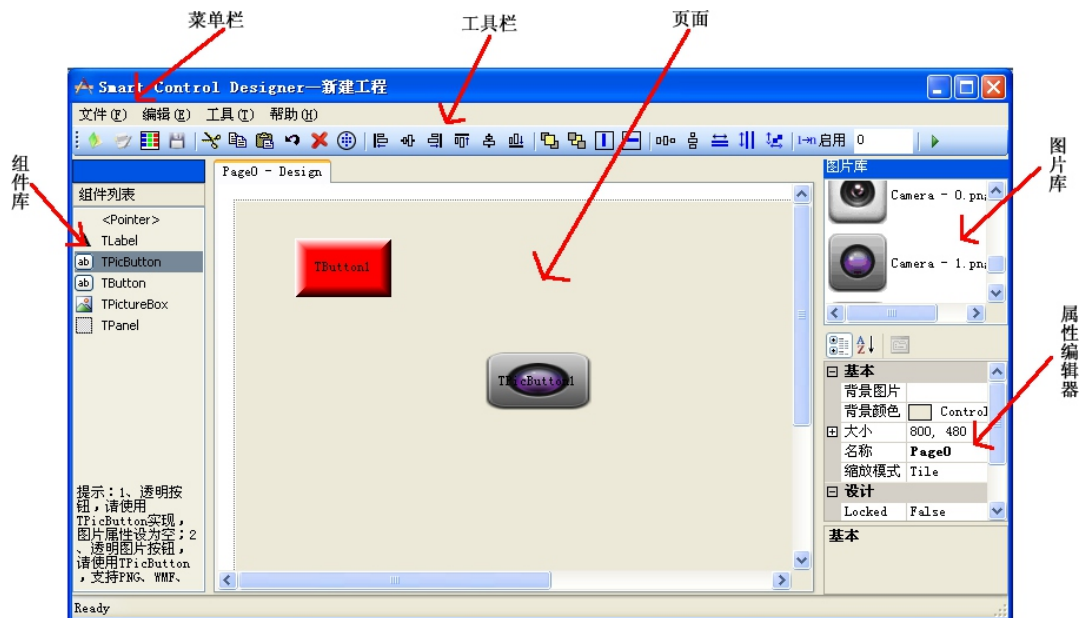 菜单栏
工具栏
页面
Smart Control Designer—新建工程
文件(F) 编辑(E) 工具(T) 帮助(H)
启用 0
组件库
组件列表
<Pointer>
TLabel
TPicButton
TButton
TPictureBox
TPanel
提示:1、透明按
钮,请使用
TPicButton实现,
图片属性设为空;2
、透明图片按钮,
请使用TPicButton
,支持PNG、WMF、
Page0 - Design
TButton1
TPicButton1
图片库
Camera - 0.pn
Camera - 1.pn
图片库
属性编辑器
基本
背景图片
背景颜色 Control
大小 800, 480
名称 Page0
缩放模式 Tile
设计
Locked False
基本
Ready